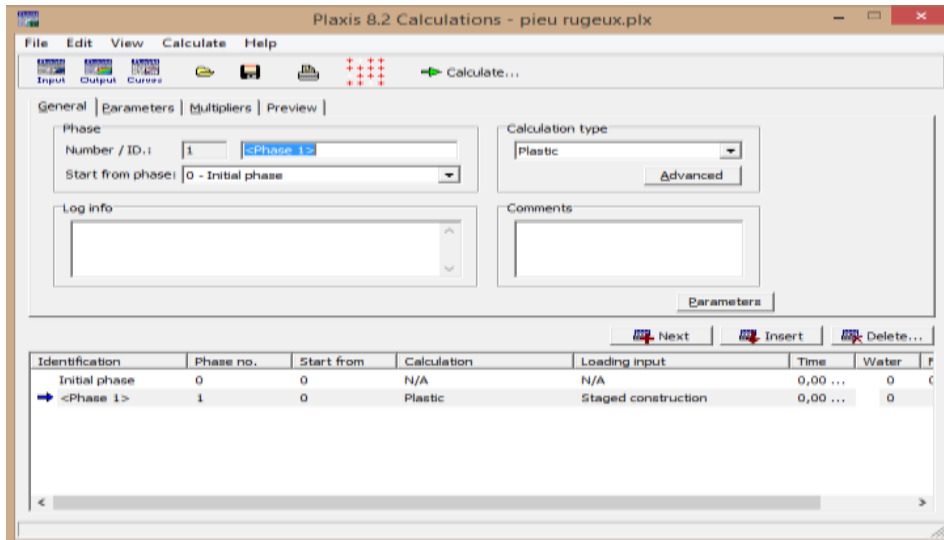 Plaxis 8.2 Calculations - pieu rugeux.plx
File Edit View Calculate Help
Input Output Curves Calculate...
General Parameters Multipliers Preview
Phase
Number / ID.: 1 <Phase 1>
Start from phase: 0 - Initial phase
Calculation type
Plastic
Advanced
Log info
Comments
Parameters
Next Insert Delete...
Identification Phase no. Start from Calculation Loading input Time Water
Initial phase 0 0 N/A N/A 0,00 ... 0
<Phase 1> 1 0 Plastic Staged construction 0,00 ... 0